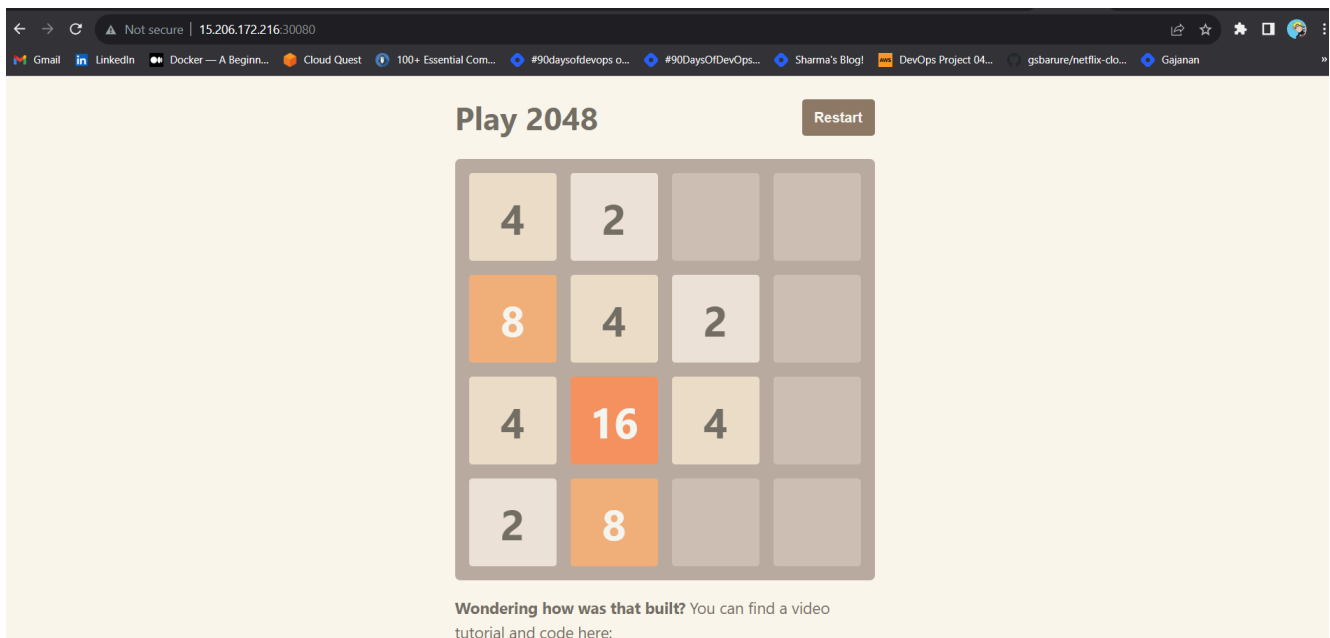 Not secure | 15.206.172.216:30080
Gmail LinkedIn Docker — A Beginn... Cloud Quest 100+ Essential Com... #90daysofdevops o... #90DaysOfDevOps... Sharma's Blog! DevOps Project 04... gsbarure/netflix-clo... Gajanan »
Play 2048 Restart
4 2
8 4 2
4 16 4
2 8
Wondering how was that built? You can find a video
tutorial and code here: